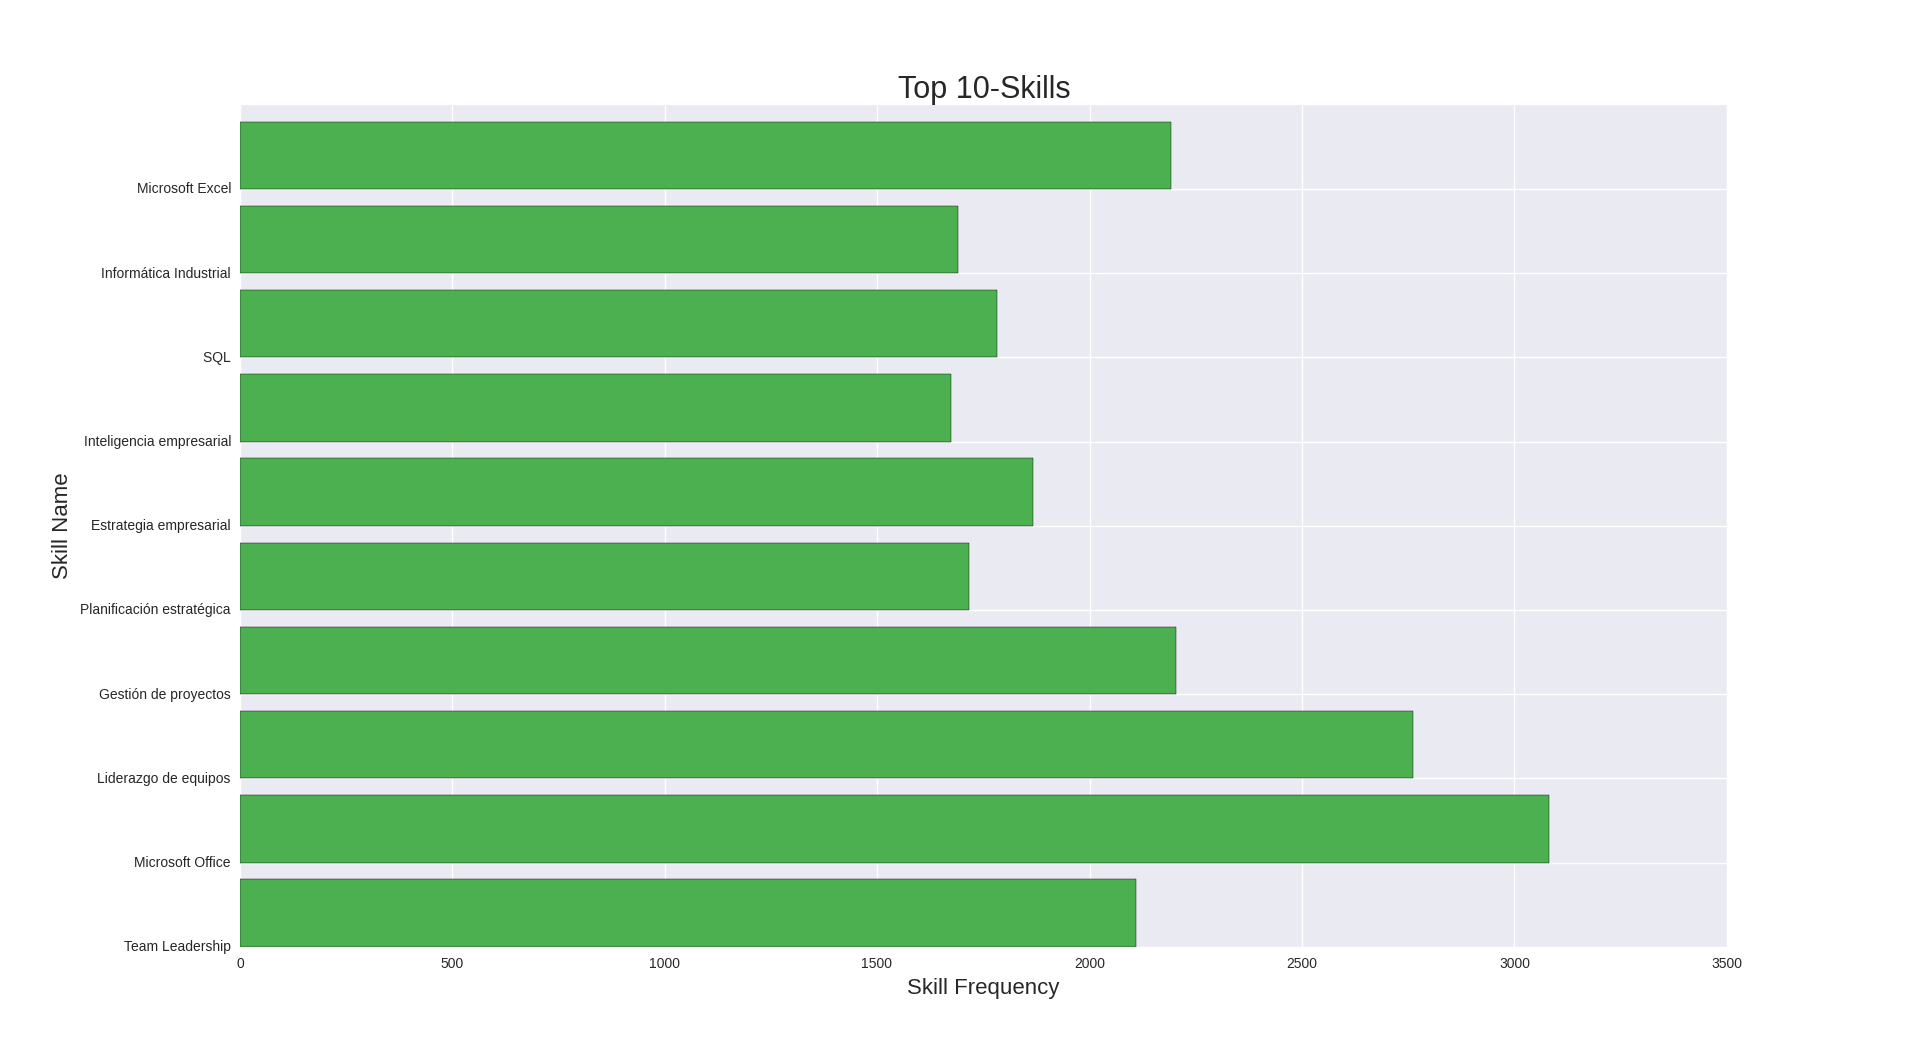 Top 10-Skills
Microsoft Excel
Informática Industrial
SQL
Inteligencia empresarial
Estrategia empresarial
Planificación estratégica
Gestión de proyectos
Liderazgo de equipos
Microsoft Office
Team Leadership
Skill Name
0 500 1000 1500 2000 2500 3000 3500
Skill Frequency